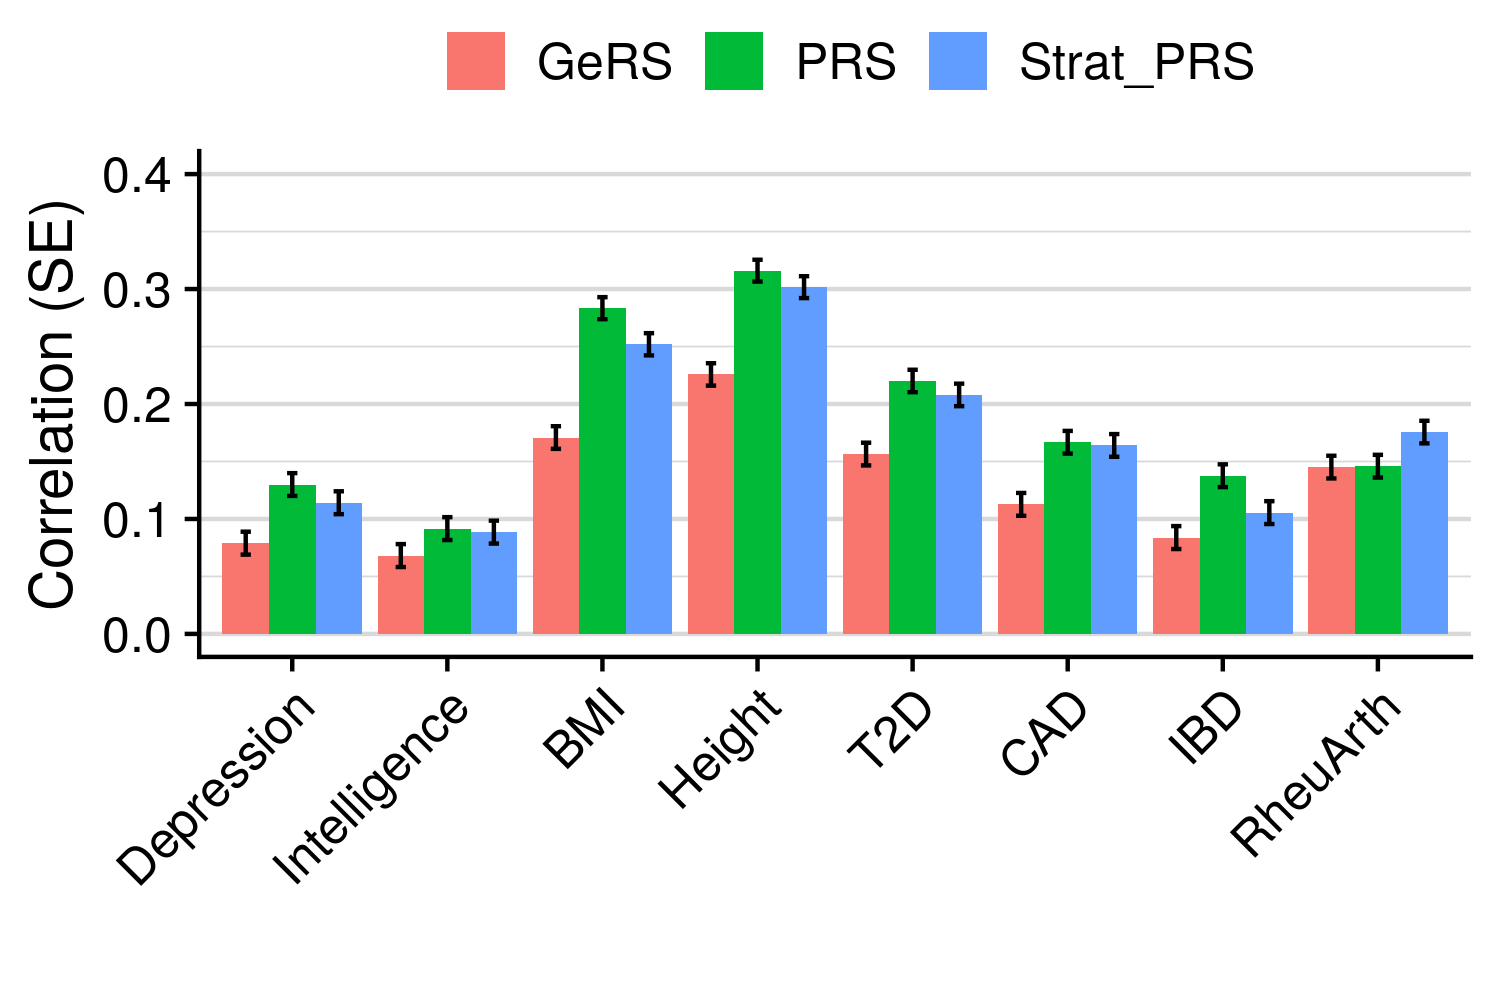 GeRS PRS Strat_PRS
Correlation (SE)
0.4
0.3
0.2
0.1
0.0
Depression
Intelligence
BMI
Height
T2D
CAD
IBD
RheuArth